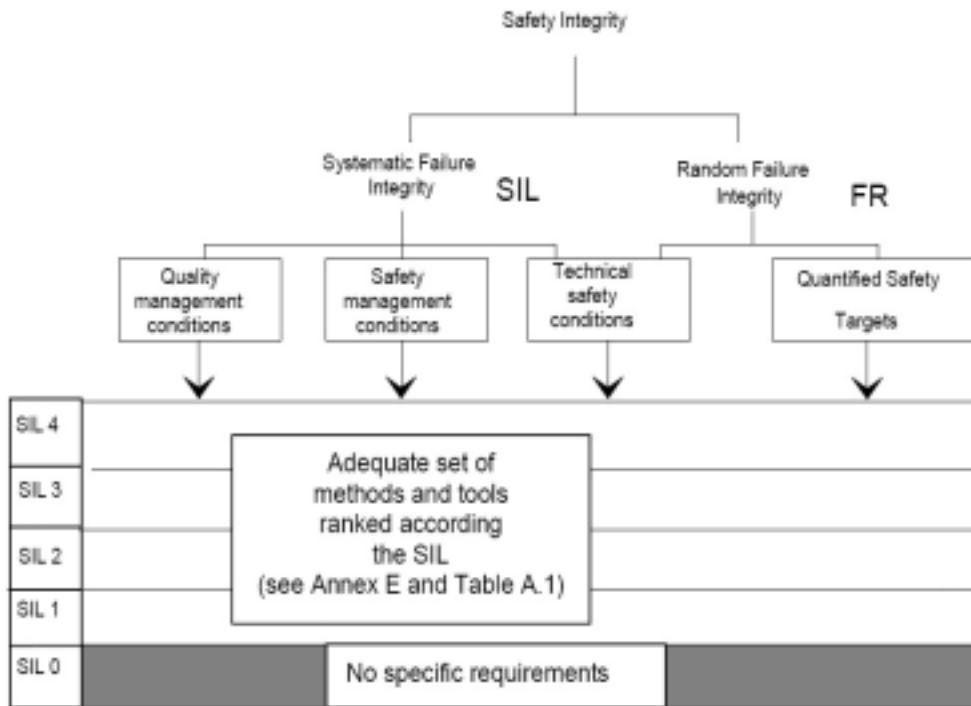 Safety Integrity
Systematic Failure
Integrity
SIL
Random Failure
Integrity
FR
Quality
management
conditions
Safety
management
conditions
Technical
safety
conditions
Quantified Safety
Targets
SIL 4
SIL 3
SIL 2
SIL 1
SIL 0
Adequate set of
methods and tools
ranked according
the SIL
(see Annex E and Table A.1)
No specific requirements